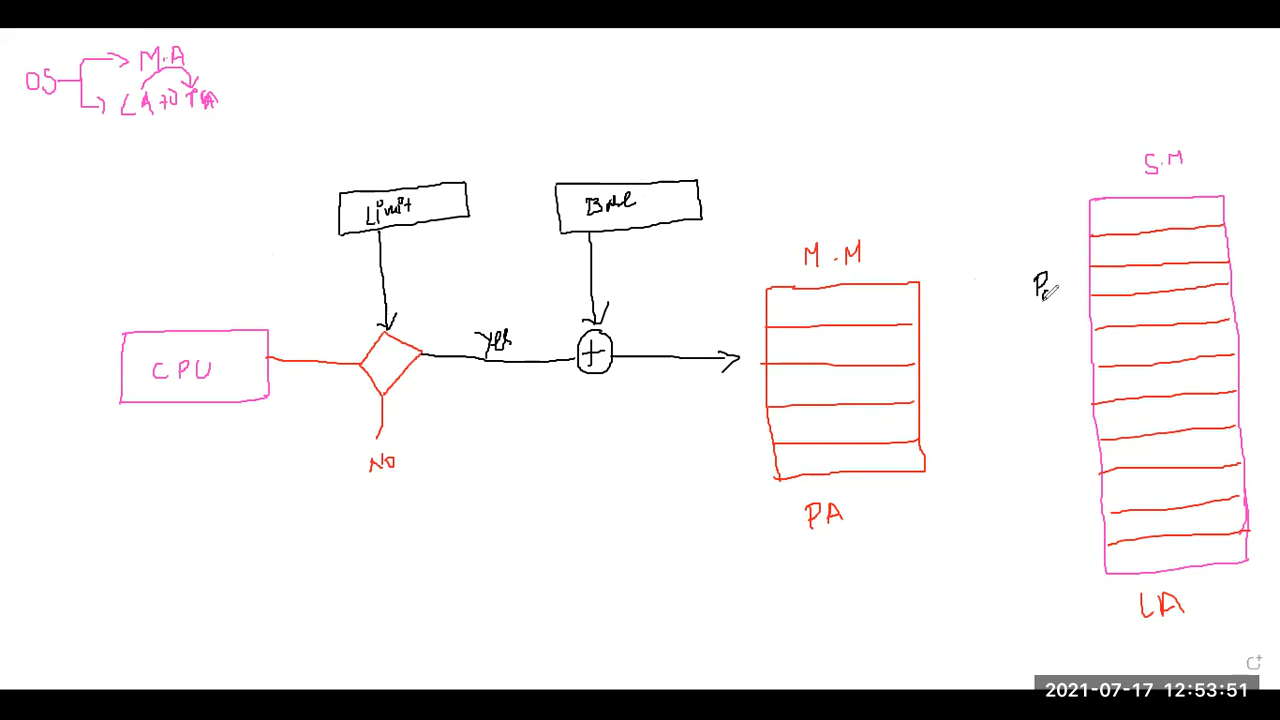 M.A
OS
LA to PA
S.M
Limit
Base
M.M
P
Yes
CPU
NO
PA
LA
2021-07-17 12:53:51